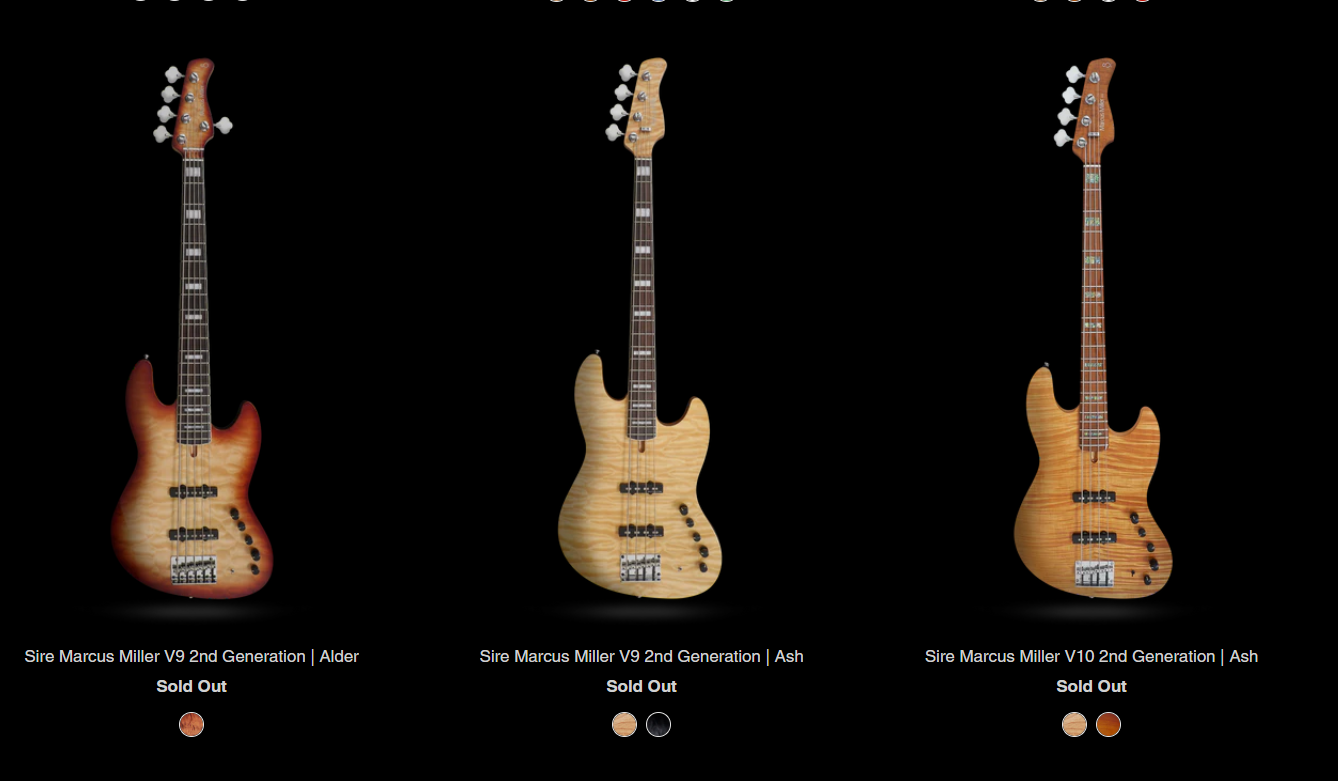 Sire Marcus Miller V9 2nd Generation | Alder
Sold Out
Sire Marcus Miller V9 2nd Generation | Ash
Sold Out
Sire Marcus Miller V10 2nd Generation | Ash
Sold Out